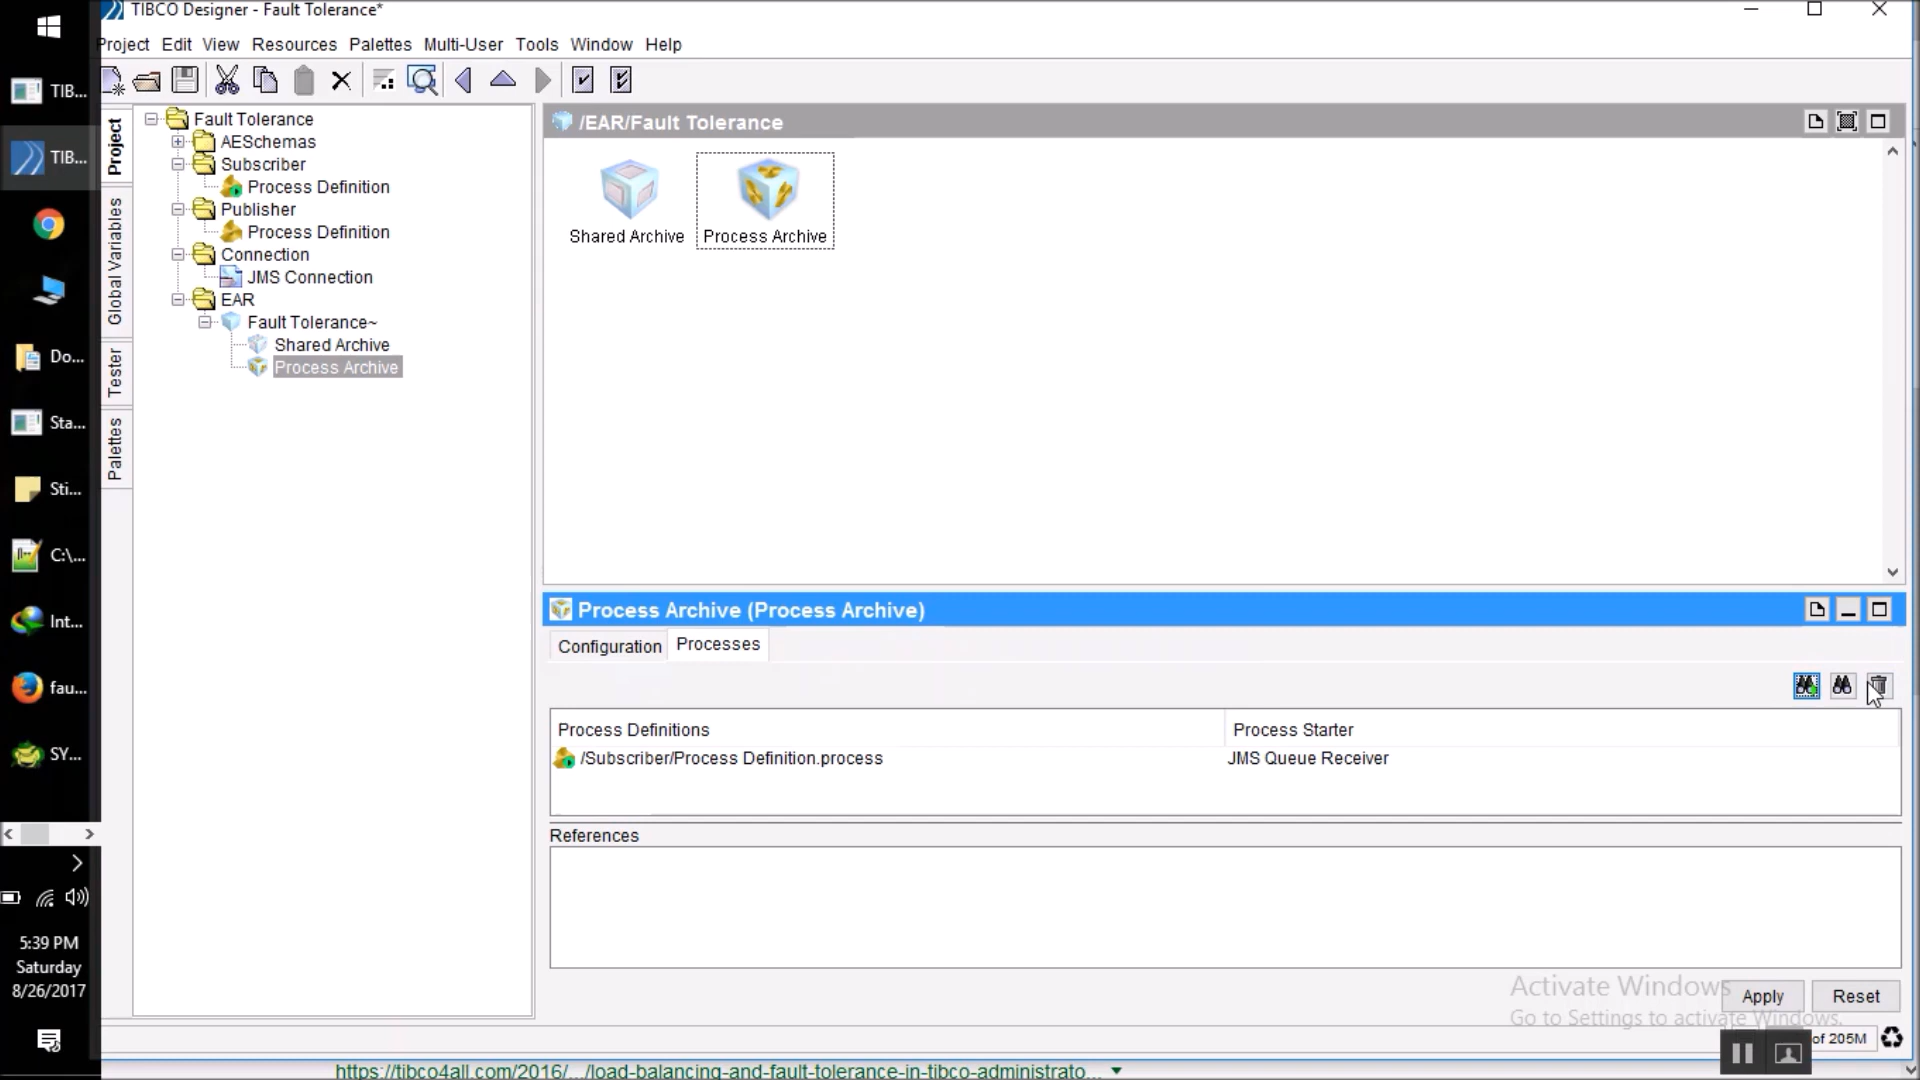 TIBCO Designer - Fault Tolerance*
Project Edit View Resources Palettes Multi-User Tools Window Help
TIB...
TIB...
Do...
Sta...
Sti...
C:\...
Int...
fau...
SY...
5:39 PM
Saturday
8/26/2017
Project
Global Variables
Tester
Palettes
Fault Tolerance
AESchemas
Subscriber
Process Definition
Publisher
Process Definition
Connection
JMS Connection
EAR
Fault Tolerance~
Shared Archive
Process Archive
/EAR/Fault Tolerance
Shared Archive Process Archive
Process Archive (Process Archive)
Configuration Processes
Process Definitions Process Starter
/Subscriber/Process Definition.process JMS Queue Receiver
References
Activate Windows
Go to Settings to activate Windows.
Apply Reset
of 205M
https://tibco4all.com/2016/.../load-balancing-and-fault-tolerance-in-tibco-administrato...